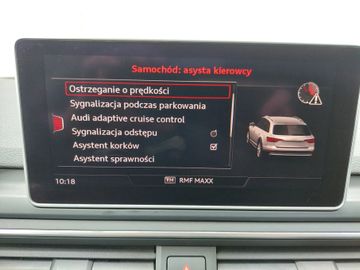 Samochód: asysta kierowcy
Ostrzeganie o prędkości
Sygnalizacja podczas parkowania
Audi adaptive cruise control
Sygnalizacja odstępu
Asystent korków
Asystent sprawności
10:18
RMF MAXX